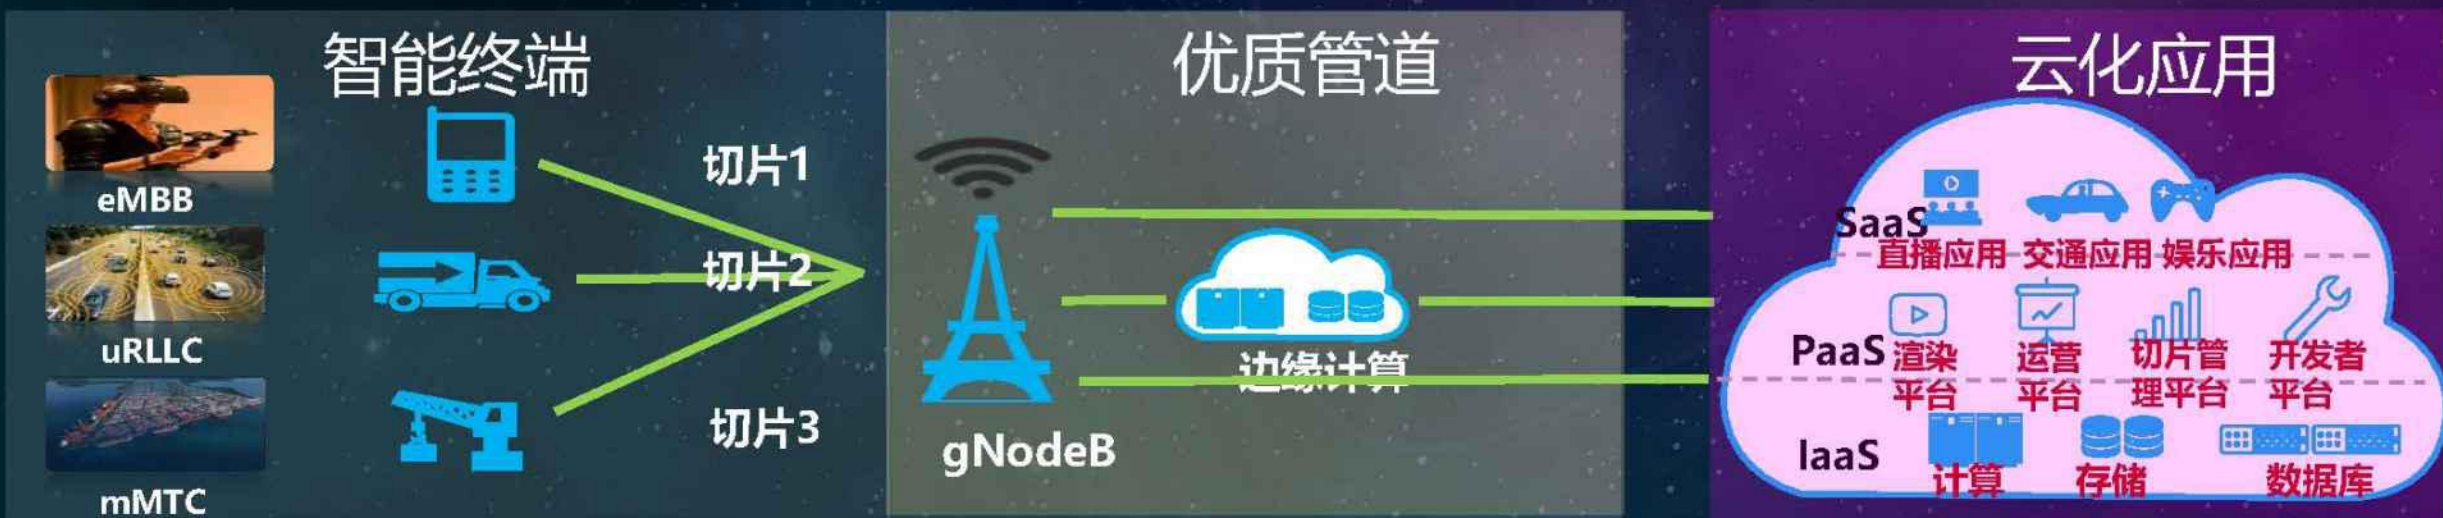 智能终端
eMBB
uRLLC
mMTC
切片1
切片2
切片3
优质管道
gNodeB
边缘计算
云化应用
SaaS
直播应用 交通应用 娱乐应用
PaaS
渲染
平台
运营
平台
切片管
理平台
开发者
平台
IaaS
计算
存储
数据库